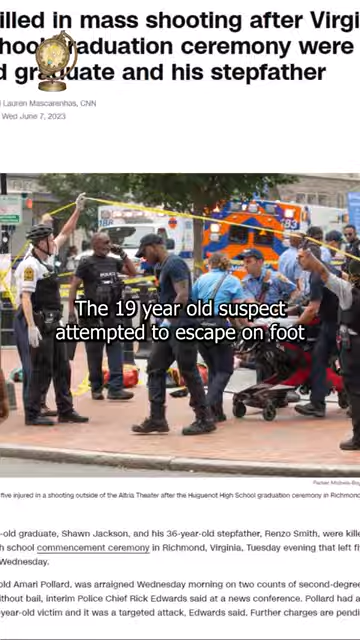 illed in mass shooting after Virgi
hool graduation ceremony were
d graduate and his stepfather
Lauren Mascarenhas, CNN
Wed June 7, 2023
POLICE
83
The 19 year old suspect
attempted to escape on foot
five injured in a shooting outside of the Altria Theater after the Huguenot High School graduation ceremony in Richmond
-old graduate, Shawn Jackson, and his 36-year-old stepfather, Renzo Smith, were kille
h school commencement ceremony in Richmond, Virginia, Tuesday evening that left fi
Wednesday.
old Amari Pollard, was arraigned Wednesday morning on two counts of second-degre
ithout bail, interim Police Chief Rick Edwards said at a news conference. Pollard had a
-year-old victim and it was a targeted attack, Edwards said. Further charges are pendi